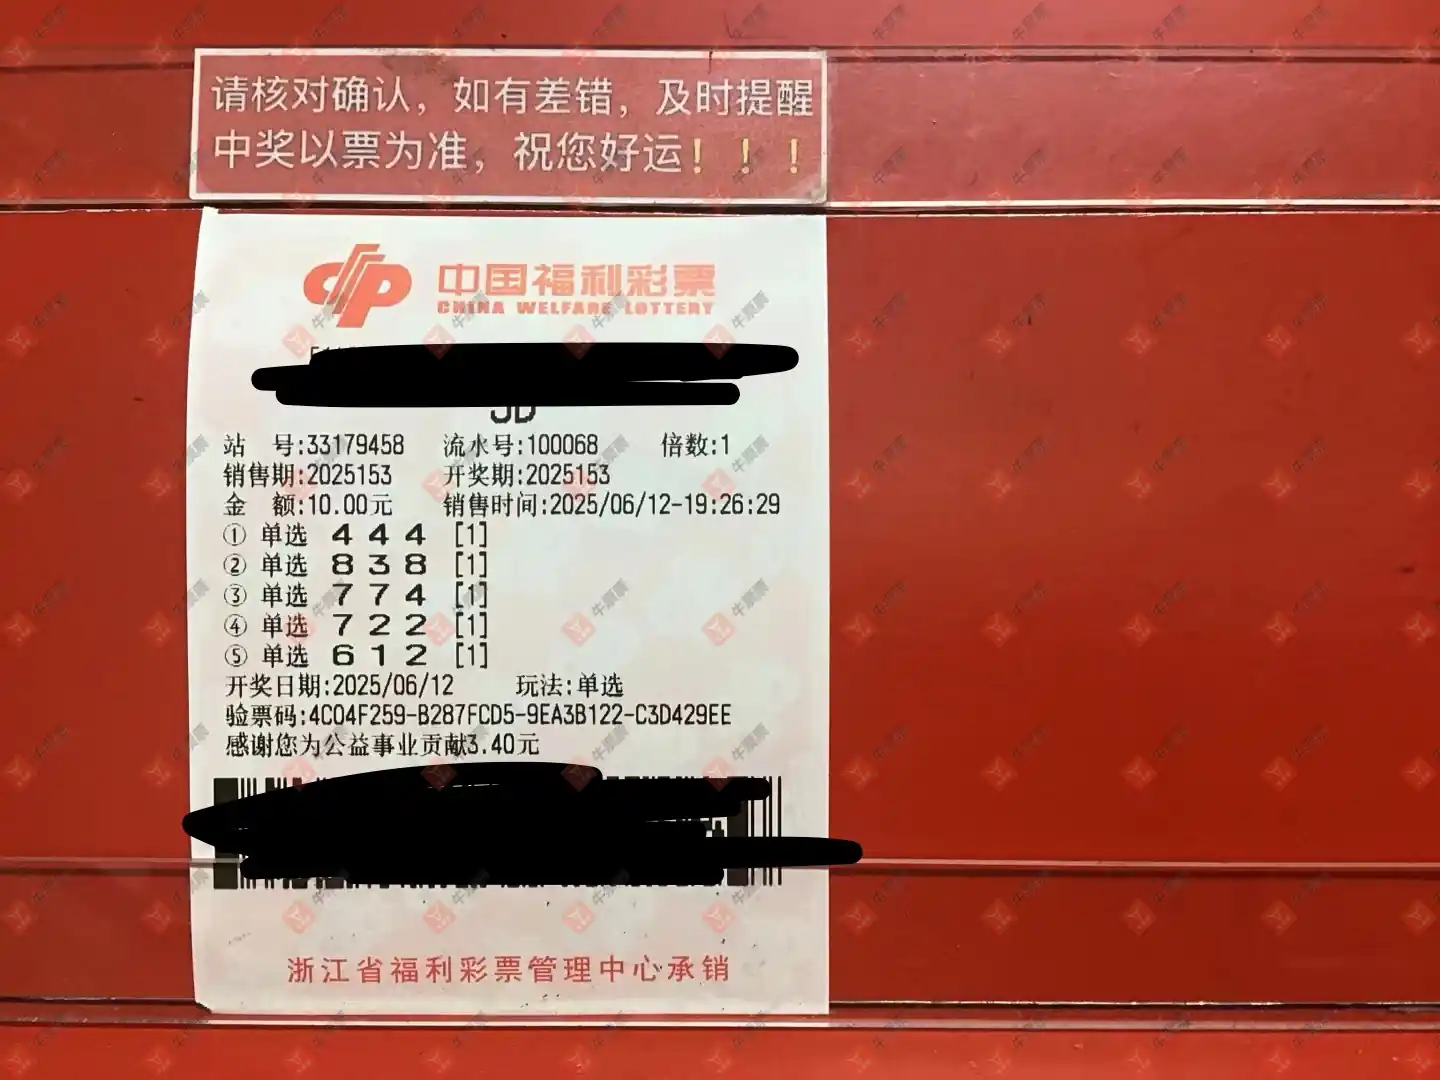 请核对确认，如有差错，及时提醒
中奖以票为准，祝您好运！！！
中国福利彩票
CHINA WELFARE LOTTERY
3D
站 号:33179458 流水号:100068 倍数:1
销售期:2025153 开奖期:2025153
金 额:10.00元 销售时间:2025/06/12-19:26:29
① 单选 4 4 4 [1]
② 单选 8 3 8 [1]
③ 单选 7 7 4 [1]
④ 单选 7 2 2 [1]
⑤ 单选 6 1 2 [1]
开奖日期:2025/06/12 玩法:单选
验票码:4C04F259-B287FCD5-9EA3B122-C3D429EE
感谢您为公益事业贡献3.40元
浙江省福利彩票管理中心承销